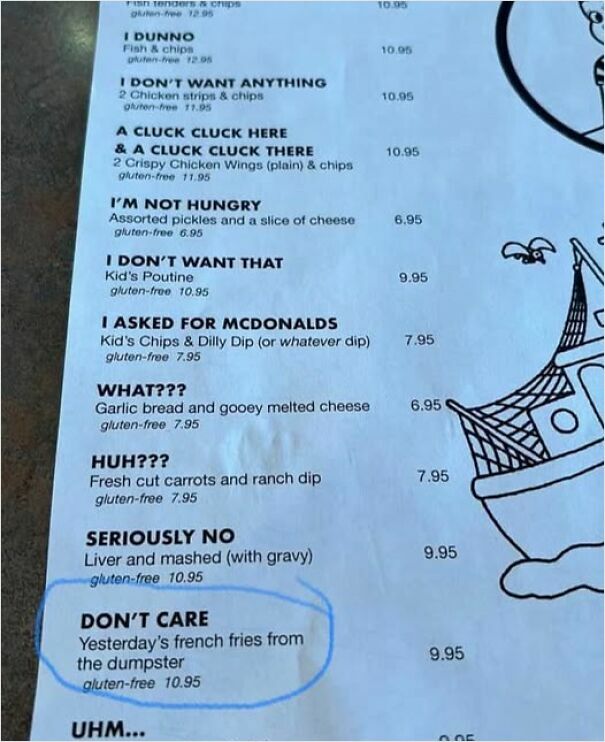 Fish tenders & chips 10.95
gluten-free 12.95
I DUNNO
Fish & chips 10.95
gluten-free 12.95
I DON'T WANT ANYTHING
2 Chicken strips & chips 10.95
gluten-free 11.95
A CLUCK CLUCK HERE
& A CLUCK CLUCK THERE 10.95
2 Crispy Chicken Wings (plain) & chips
gluten-free 11.95
I'M NOT HUNGRY
Assorted pickles and a slice of cheese 6.95
gluten-free 6.95
I DON'T WANT THAT
Kid's Poutine 9.95
gluten-free 10.95
I ASKED FOR MCDONALDS
Kid's Chips & Dilly Dip (or whatever dip) 7.95
gluten-free 7.95
WHAT???
Garlic bread and gooey melted cheese 6.95
gluten-free 7.95
HUH???
Fresh cut carrots and ranch dip 7.95
gluten-free 7.95
SERIOUSLY NO
Liver and mashed (with gravy) 9.95
gluten-free 10.95
DON'T CARE
Yesterday's french fries from
the dumpster 9.95
gluten-free 10.95
UHM...